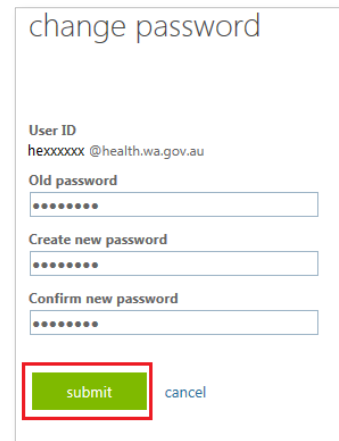 change password
User ID
hexxxxxx @health.wa.gov.au
Old password
••••••••
Create new password
••••••••
Confirm new password
••••••••
submit cancel